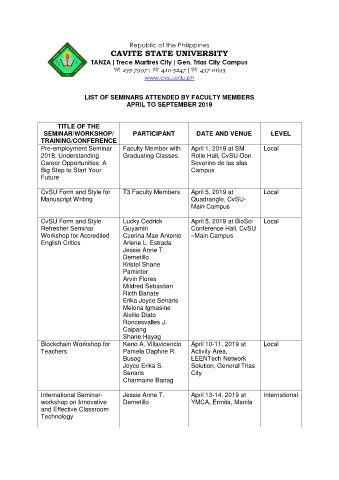 Republic of the Philippines
CAVITE STATE UNIVERSITY
TANZA | Trece Martires City | Gen. Trias City Campus
☏ 235-7997 | ☏ 410-5247 | ☏ 437-0693
www.cvsu.edu.ph
LIST OF SEMINARS ATTENDED BY FACULTY MEMBERS
APRIL TO SEPTEMBER 2019
TITLE OF THE
SEMINAR/WORKSHOP/
TRAINING/CONFERENCE
PARTICIPANT
DATE AND VENUE
LEVEL
Pre-employment Seminar
2018: Understanding
Career Opportunities: A
Big Step to Start Your
Future
Faculty Member with
Graduating Classes
April 1, 2019 at SM
Rolle Hall, CvSU-Don
Severino de las alas
Campus
Local
CvSU Form and Style for
Manuscript Writing
T3 Faculty Members
April 5, 2019 at
Quadrangle, CvSU-
Main Campus
Local
CvSU Form and Style
Refresher Seminar
Workshop for Accredited
English Critics
Lucky Cedrick
Guyamin
Czerina Mae Antonio
Arlene L. Estrada
Jessie Anne T.
Demetillo
Kristel Shane
Paminter
Arvin Flores
Mildred Sebastian
Richt Banate
Erika Joyce Senaris
Melona Igmasine
Alollie Diato
Roncesvalles J.
Caipang
Shane Hayag
April 5, 2019 at BioSci
Conference Hall, CvSU
–Main Campus
Local
Blockchain Workshop for
Teachers
Keno A. Villavicencio
Pamela Daphne R.
Busog
Joyce Erika S.
Senaris
Charmaine Banag
April 10-11, 2019 at
Activity Area,
LEENTech Network
Solution, General Trias
City
Local
International Seminar-
workshop on Innovative
and Effective Classroom
Technology
Jessie Anne T.
Demetillo
April 13-14, 2019 at
YMCA, Ermita, Manila
International